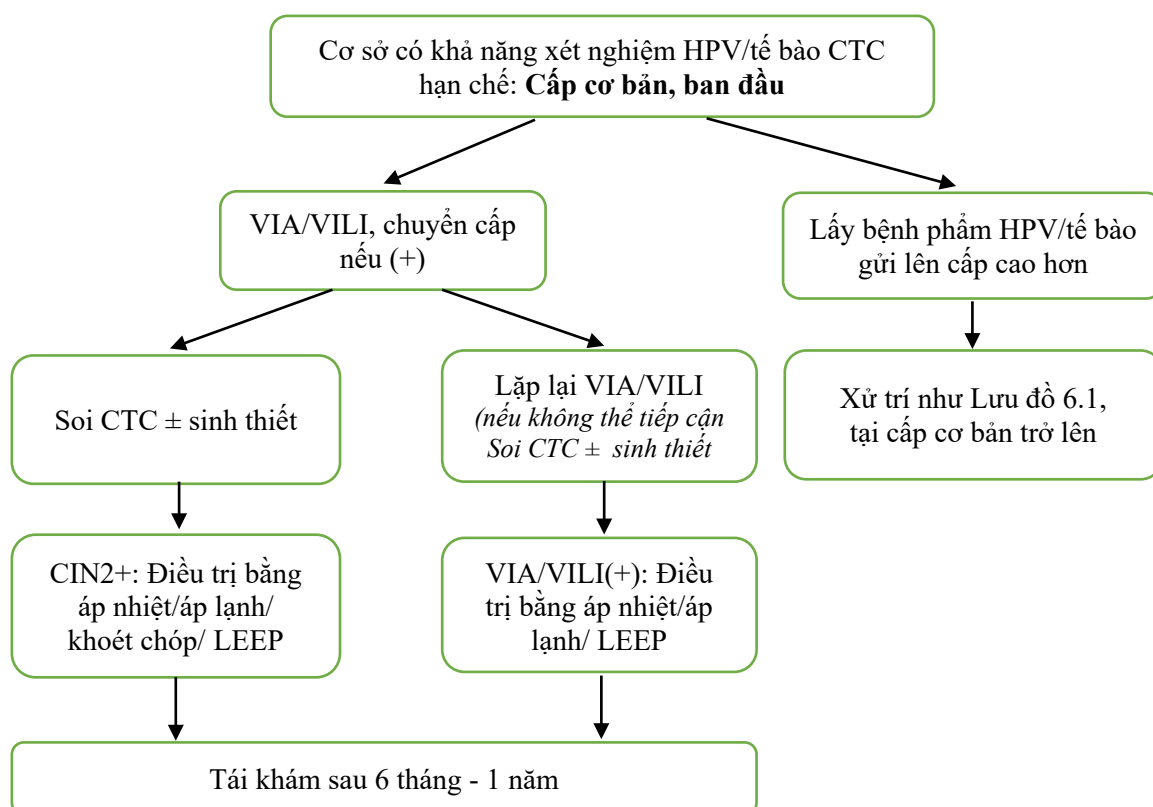 Cơ sở có khả năng xét nghiệm HPV/tế bào CTC
hạn chế: Cấp cơ bản, ban đầu
VIA/VILI, chuyển cấp
nếu (+)
Lấy bệnh phẩm HPV/tế bào
gửi lên cấp cao hơn
Soi CTC ± sinh thiết
Lặp lại VIA/VILI
(nếu không thể tiếp cận
Soi CTC ± sinh thiết
Xử trí như Lưu đồ 6.1,
tại cấp cơ bản trở lên
CIN2+: Điều trị bằng
áp nhiệt/áp lạnh/
khoét chóp/ LEEP
VIA/VILI(+): Điều
trị bằng áp nhiệt/áp
lạnh/ LEEP
Tái khám sau 6 tháng - 1 năm